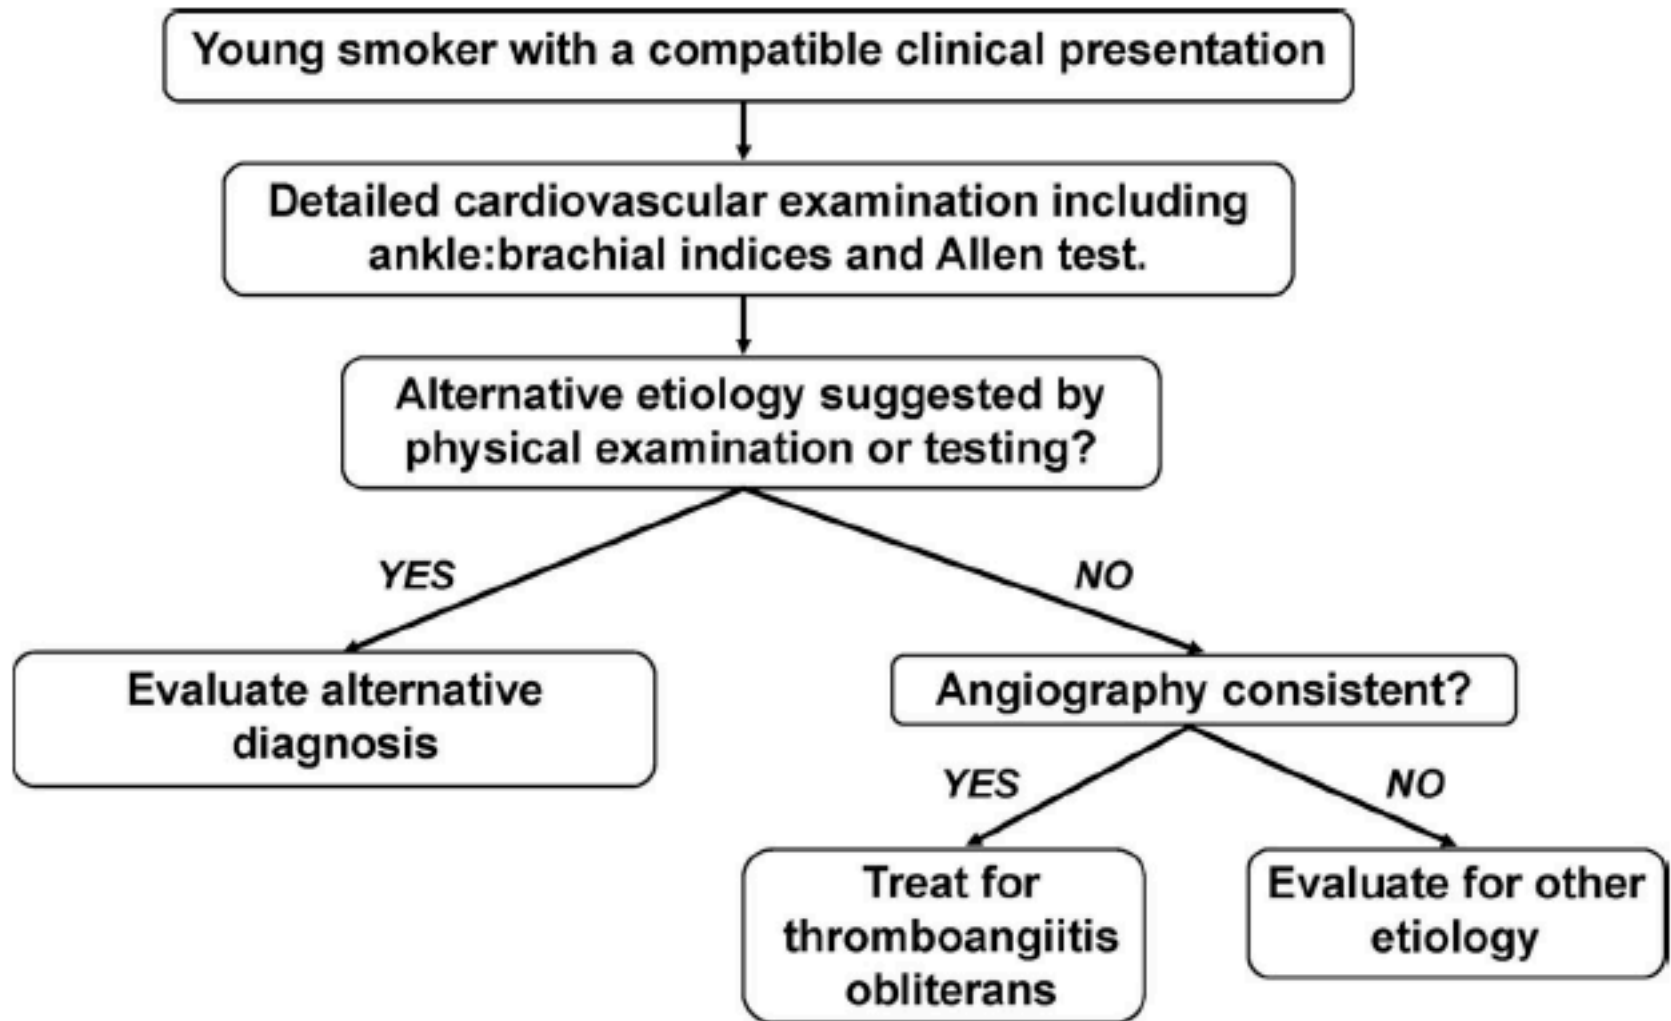 Young smoker with a compatible clinical presentation
Detailed cardiovascular examination including
ankle:brachial indices and Allen test.
Alternative etiology suggested by
physical examination or testing?
YES
NO
Evaluate alternative
diagnosis
Angiography consistent?
YES
NO
Treat for
thromboangiitis
obliterans
Evaluate for other
etiology